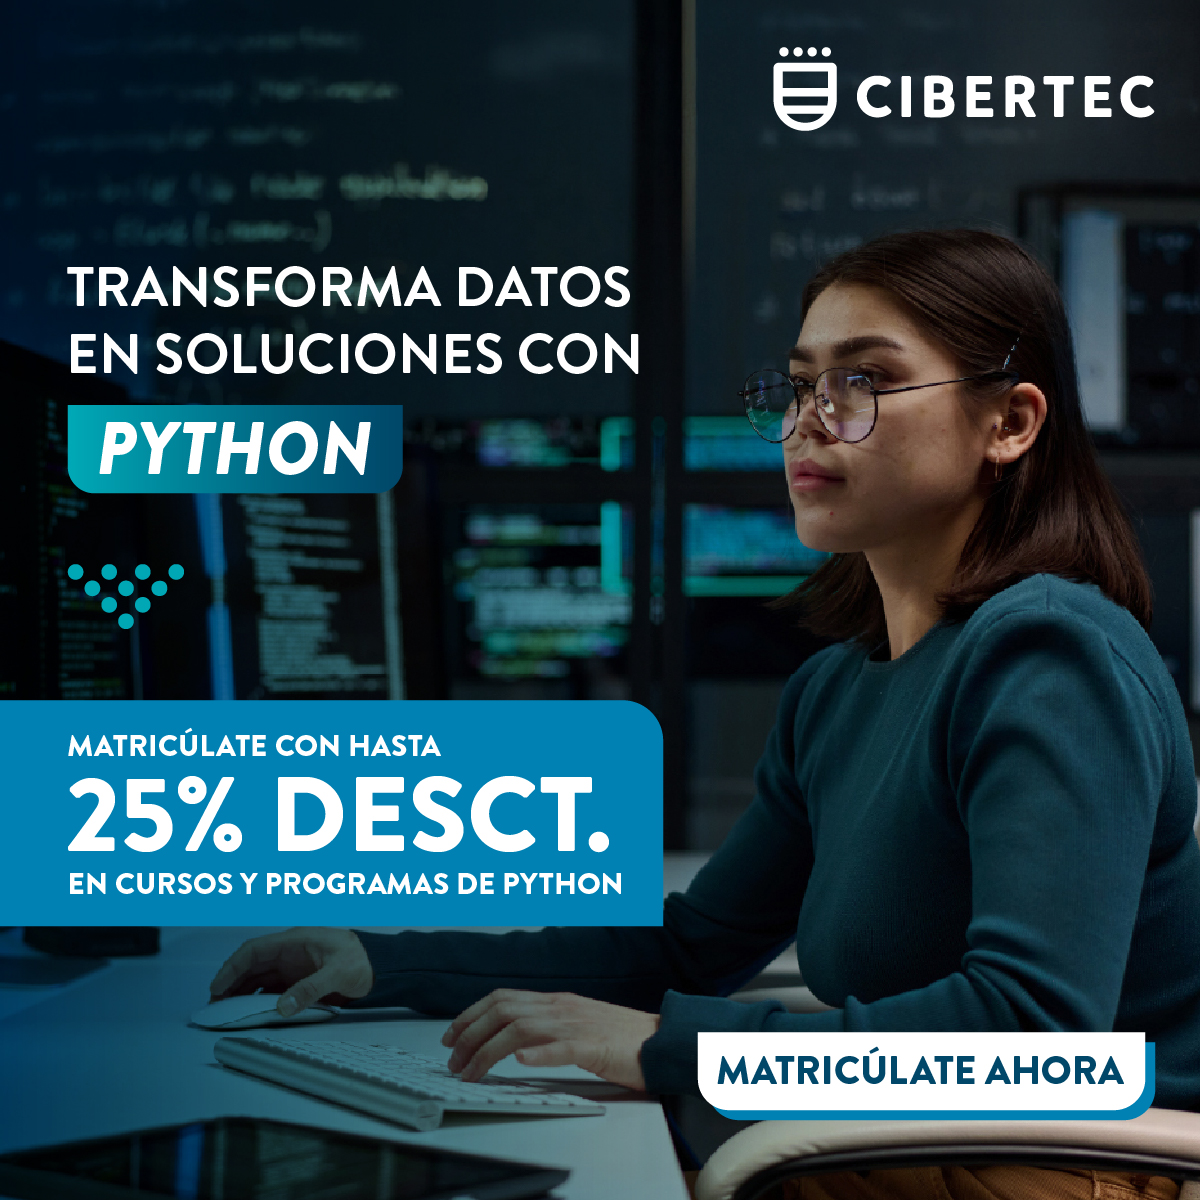 CIBERTEC
TRANSFORMA DATOS
EN SOLUCIONES CON
PYTHON
MATRICÚLATE CON HASTA
25% DESCT.
EN CURSOS Y PROGRAMAS DE PYTHON
MATRICÚLATE AHORA